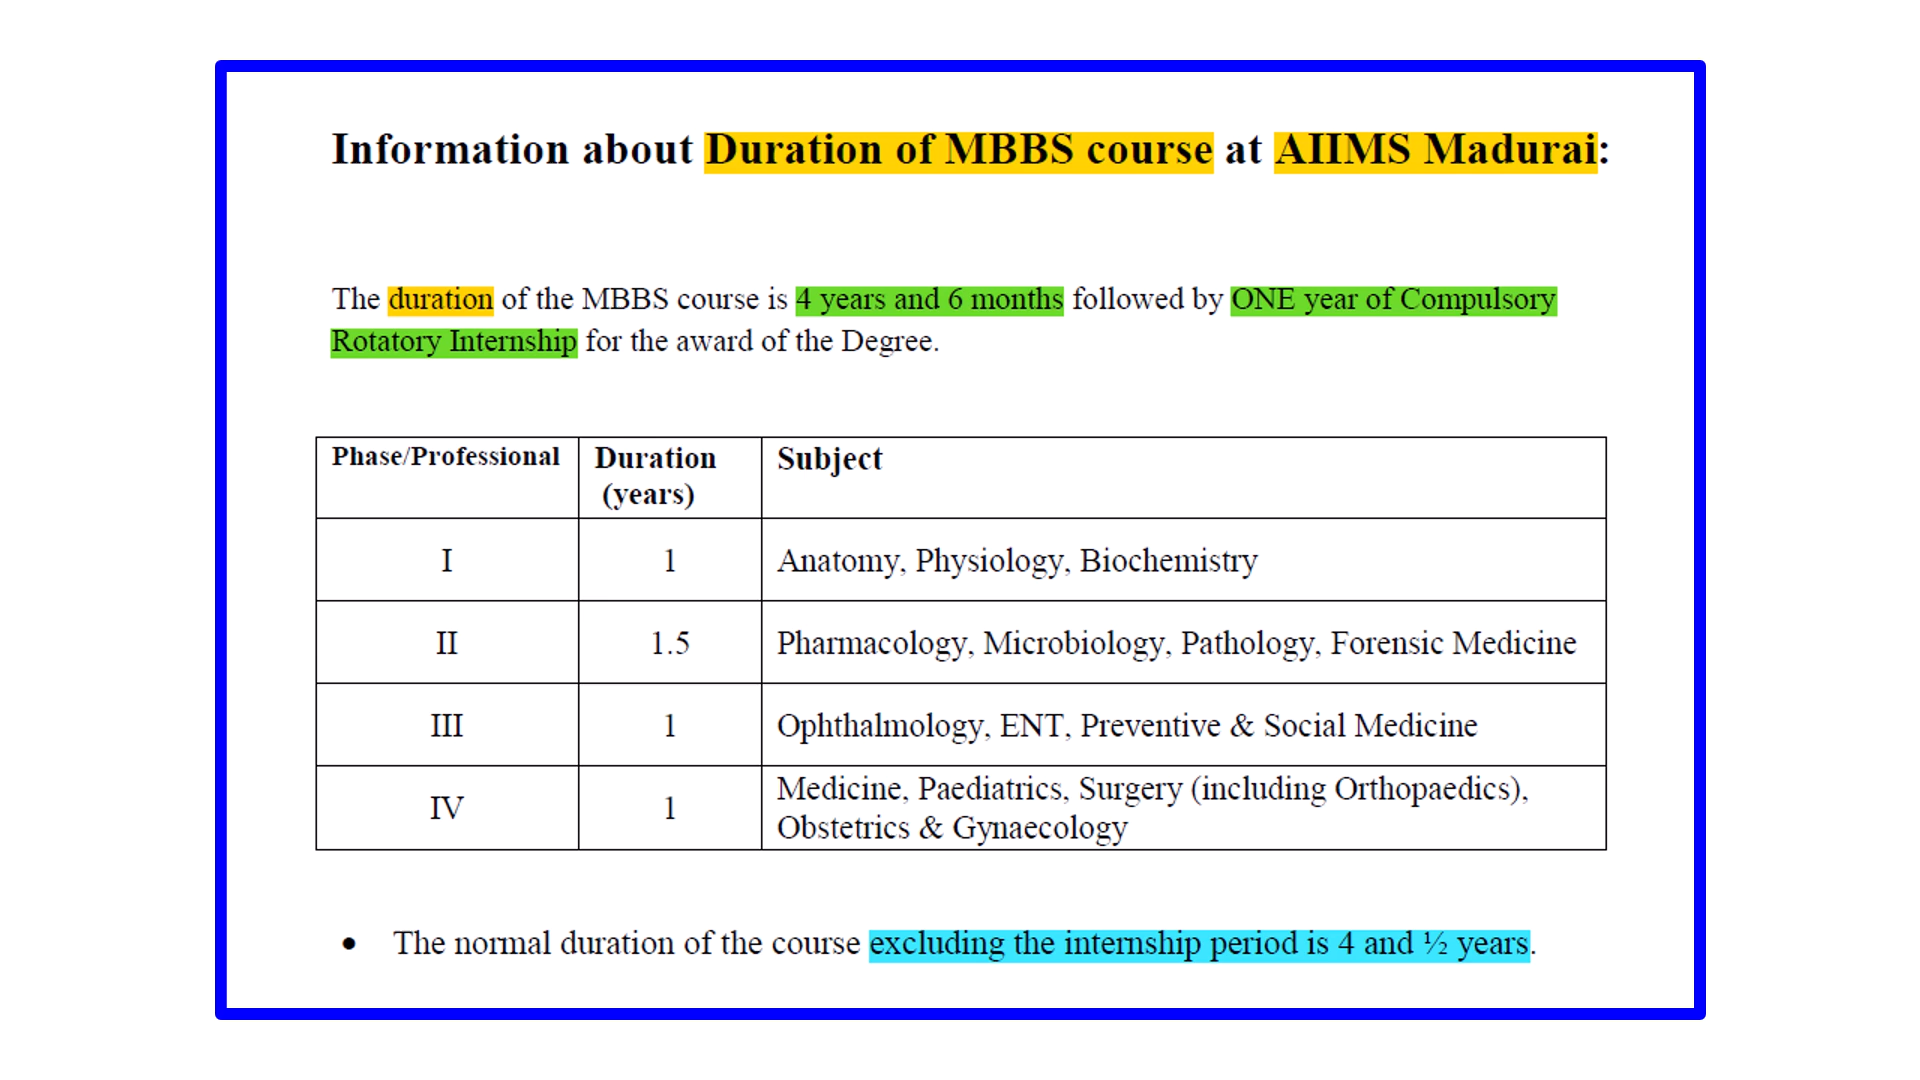 Information about Duration of MBBS course at AIIMS Madurai:
The duration of the MBBS course is 4 years and 6 months followed by ONE year of Compulsory
Rotatory Internship for the award of the Degree.
Phase/Professional Duration (years) Subject
I 1 Anatomy, Physiology, Biochemistry
II 1.5 Pharmacology, Microbiology, Pathology, Forensic Medicine
III 1 Ophthalmology, ENT, Preventive & Social Medicine
IV 1 Medicine, Paediatrics, Surgery (including Orthopaedics),
Obstetrics & Gynaecology
• The normal duration of the course excluding the internship period is 4 and ½ years.